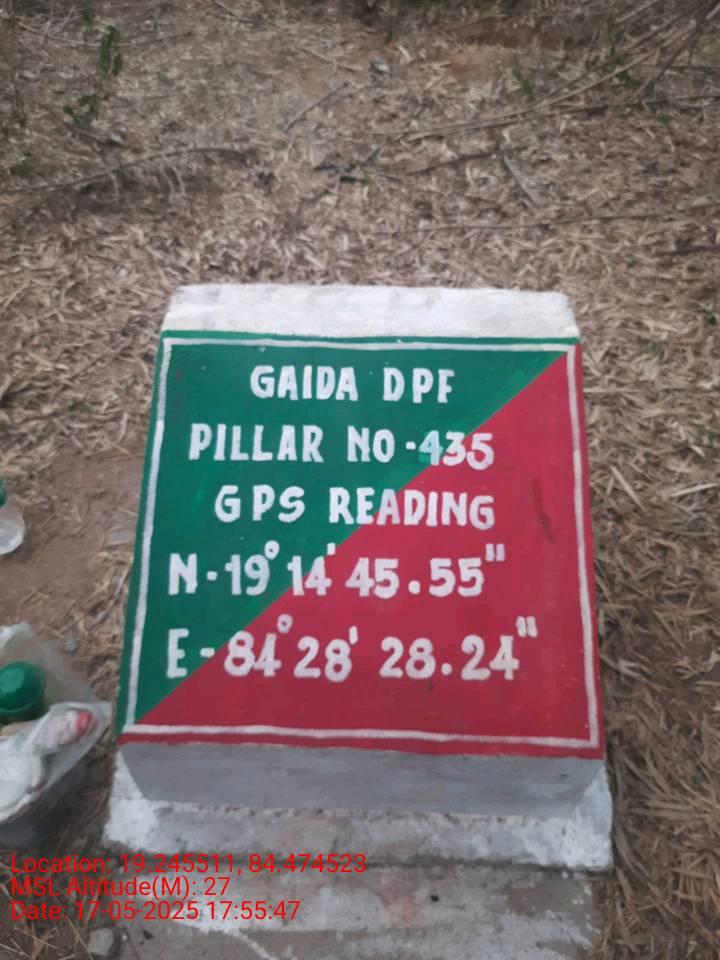 GAIDA DPF
PILLAR NO-435
GPS READING
N-19° 14' 45.55"
E-84° 28' 28.24"
Location: 19.245511, 84.474523
MSL Altitude(M): 27
Date: 17-05-2025 17:55:47